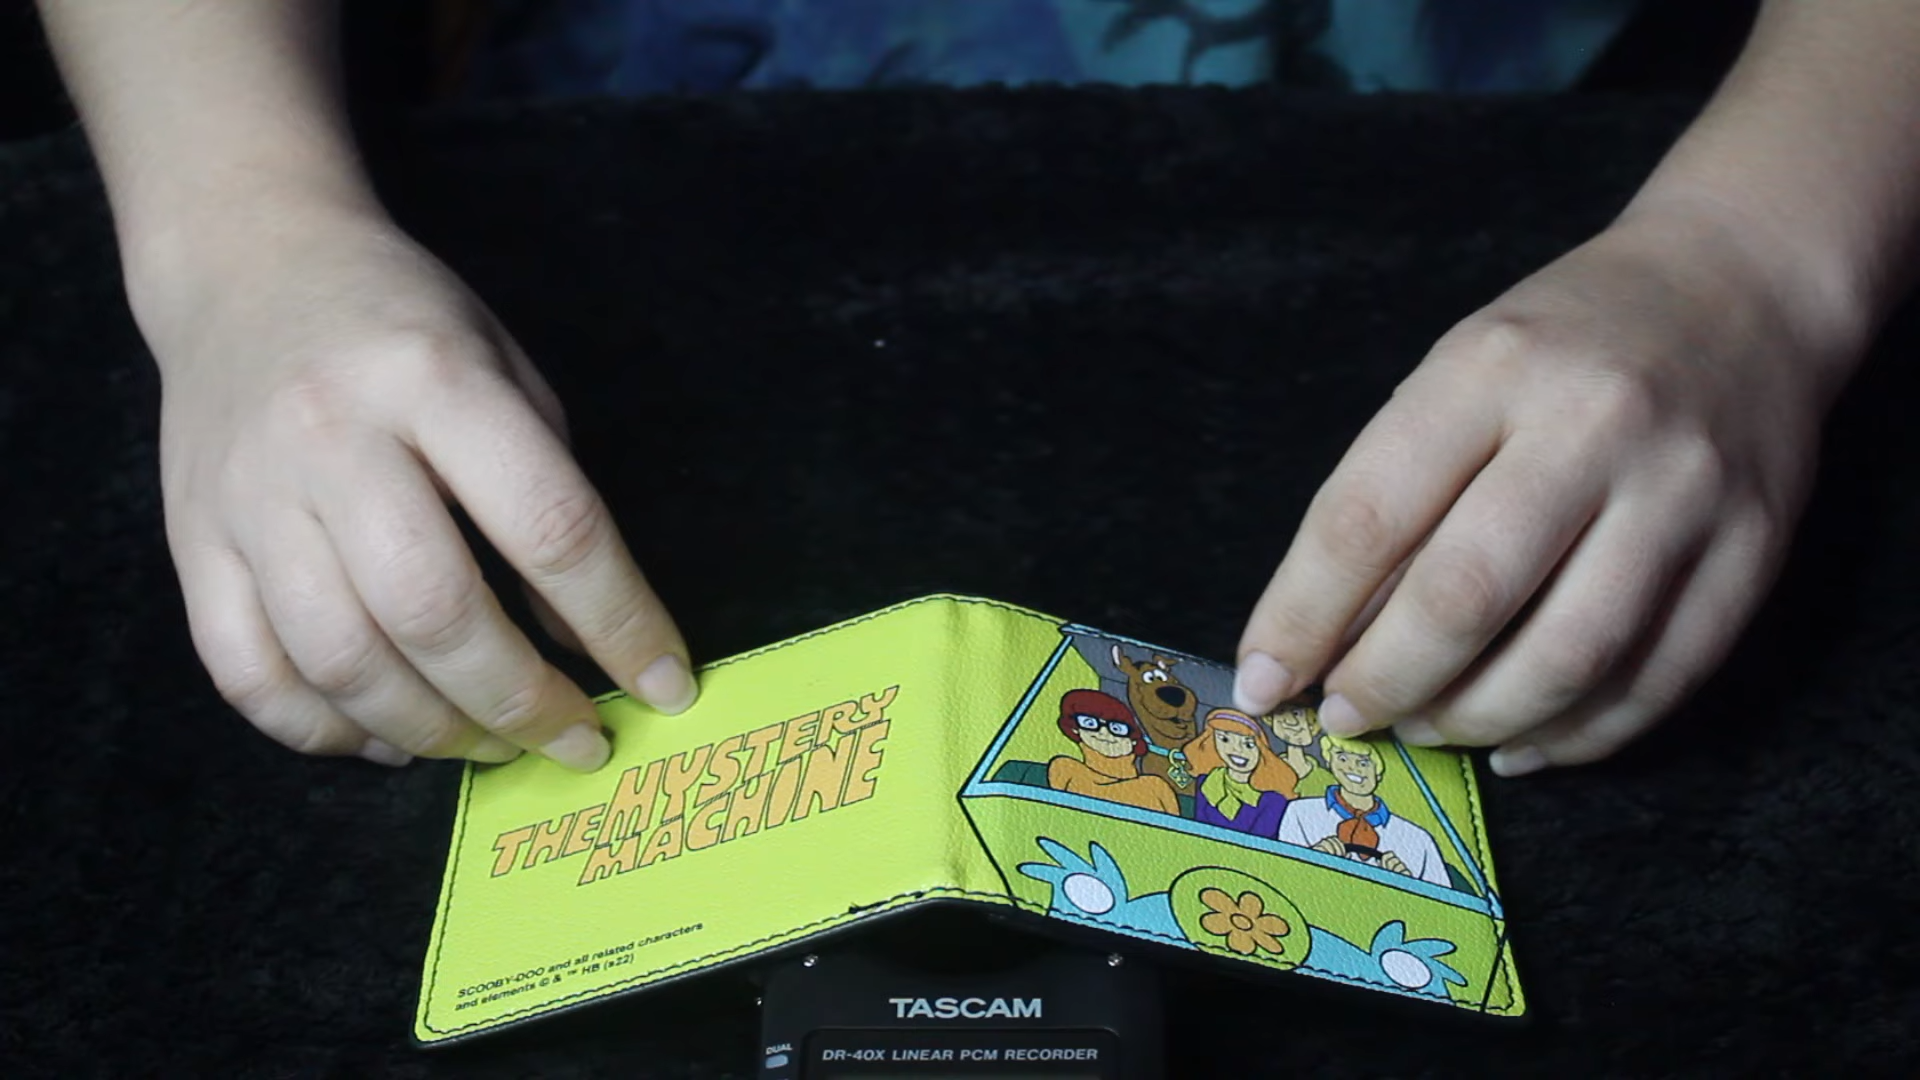 THE MYSTERY
MACHINE
SCOOBY-DOO and all related characters
and elements © & ™ HB (s22)
TASCAM
DUAL
DR-40X LINEAR PCM RECORDER